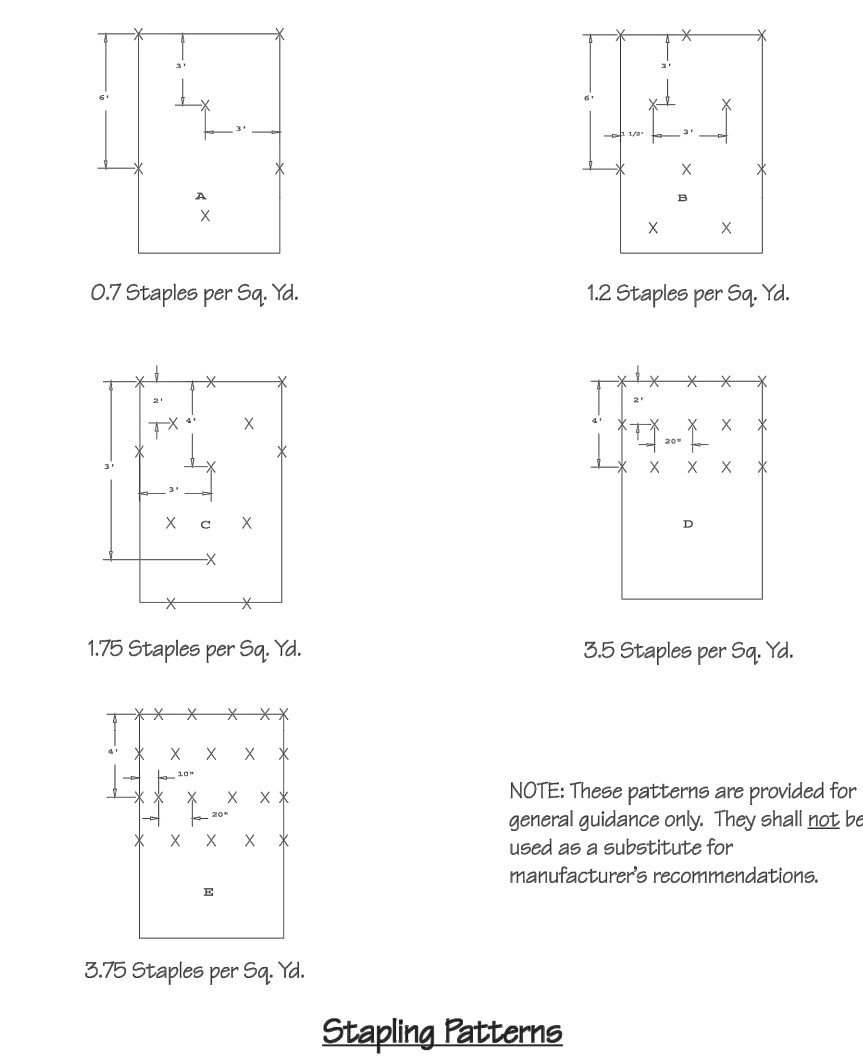 3'
6'
3'
A
0.7 Staples per Sq. Yd.
3'
6'
1 1/2'
3'
B
1.2 Staples per Sq. Yd.
2'
4'
3'
3'
C
1.75 Staples per Sq. Yd.
2'
4'
20"
D
3.5 Staples per Sq. Yd.
4'
10"
20"
E
3.75 Staples per Sq. Yd.
NOTE: These patterns are provided for
general guidance only. They shall not be
used as a substitute for
manufacturer's recommendations.
Stapling Patterns